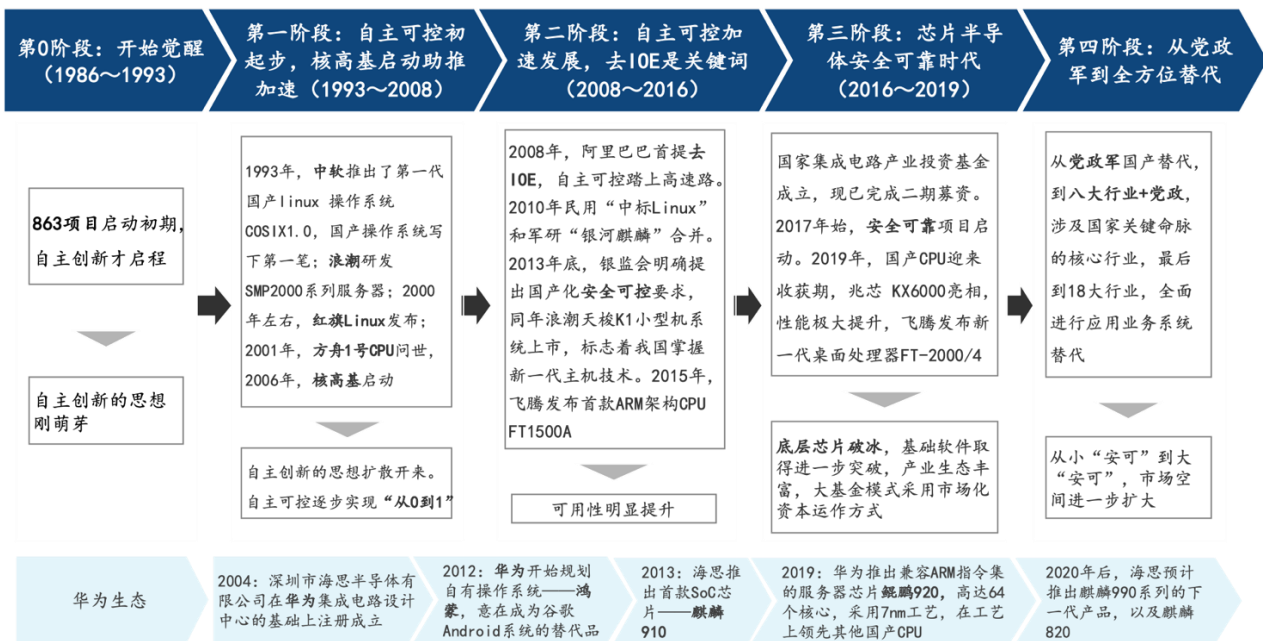 第0阶段：开始觉醒
（1986～1993）
第一阶段：自主可控初
起步，核高基启动助推
加速（1993～2008）
第二阶段：自主可控加
速发展，去IOE是关键词
（2008～2016）
第三阶段：芯片半导
体安全可靠时代
（2016～2019）
第四阶段：从党政
军到全方位替代
863项目启动初期，
自主创新才启程
自主创新的思想
刚萌芽
1993年，中软推出了第一代
国产linux 操作系统
COSIX1.0，国产操作系统写
下第一笔；浪潮研发
SMP2000系列服务器；2000
年左右，红旗Linux发布；
2001年，方舟1号CPU问世，
2006年，核高基启动
自主创新的思想扩散开来。
自主可控逐步实现“从0到1”
2008年，阿里巴巴首提去
IOE，自主可控踏上高速路。
2010年民用“中标Linux”
和军研“银河麒麟”合并。
2013年底，银监会明确提
出国产化安全可控要求，
同年浪潮天梭K1小型机系
统上市，标志着我国掌握
新一代主机技术。2015年，
飞腾发布首款ARM架构CPU
FT1500A
可用性明显提升
国家集成电路产业投资基金
成立，现已完成二期募资。
2017年始，安全可靠项目启
动。2019年，国产CPU迎来
收获期，兆芯 KX6000亮相，
性能极大提升，飞腾发布新
一代桌面处理器FT-2000/4
底层芯片破冰，基础软件取
得进一步突破，产业生态丰
富，大基金模式采用市场化
资本运作方式
从党政军国产替代，
到八大行业+党政，
涉及国家关键命脉
的核心行业，最后
到18大行业，全面
进行应用业务系统
替代
从小“安可”到大
“安可”，市场空
间进一步扩大
华为生态
2004：深圳市海思半导体有
限公司在华为集成电路设计
中心的基础上注册成立
2012：华为开始规划
自有操作系统——鸿
蒙，意在成为谷歌
Android系统的替代品
2013：海思推
出首款SoC芯
片——麒麟
910
2019：华为推出兼容ARM指令集
的服务器芯片鲲鹏920，高达64
个核心，采用7nm工艺，在工艺
上领先其他国产CPU
2020年后，海思预计
推出麒麟990系列的下
一代产品，以及麒麟
820